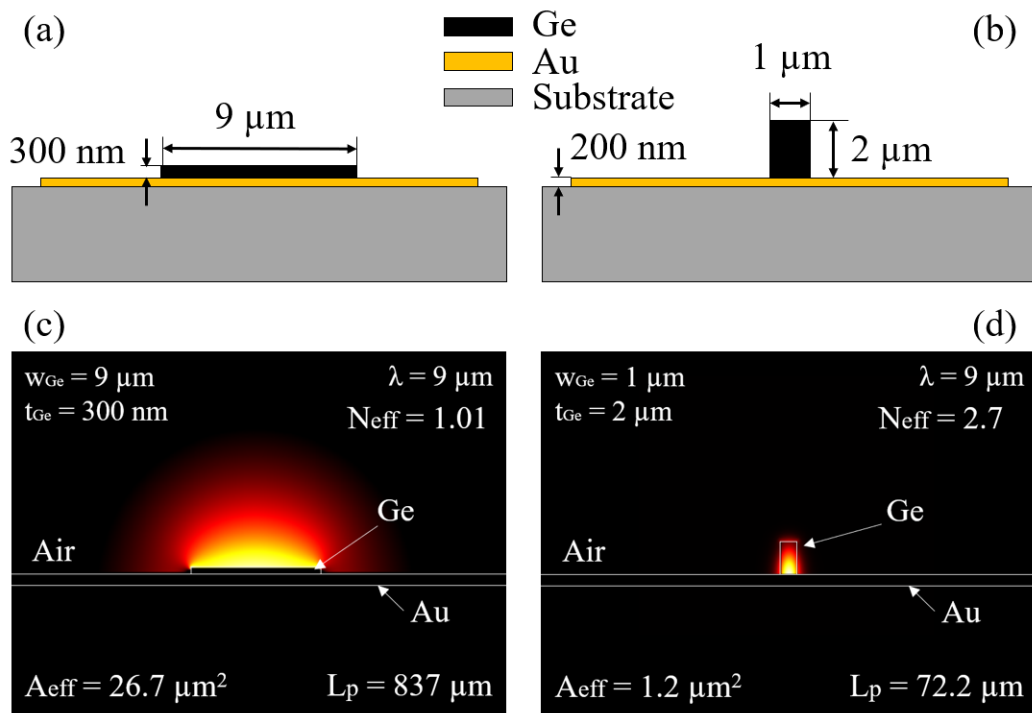 (a)
Ge
Au
Substrate
(b)
9 µm
300 nm
1 µm
200 nm
2 µm
(c)
wGe = 9 µm
tGe = 300 nm
λ = 9 µm
Neff = 1.01
Ge
Air
Au
Aeff = 26.7 µm²
Lp = 837 µm
(d)
wGe = 1 µm
tGe = 2 µm
λ = 9 µm
Neff = 2.7
Ge
Air
Au
Aeff = 1.2 µm²
Lp = 72.2 µm